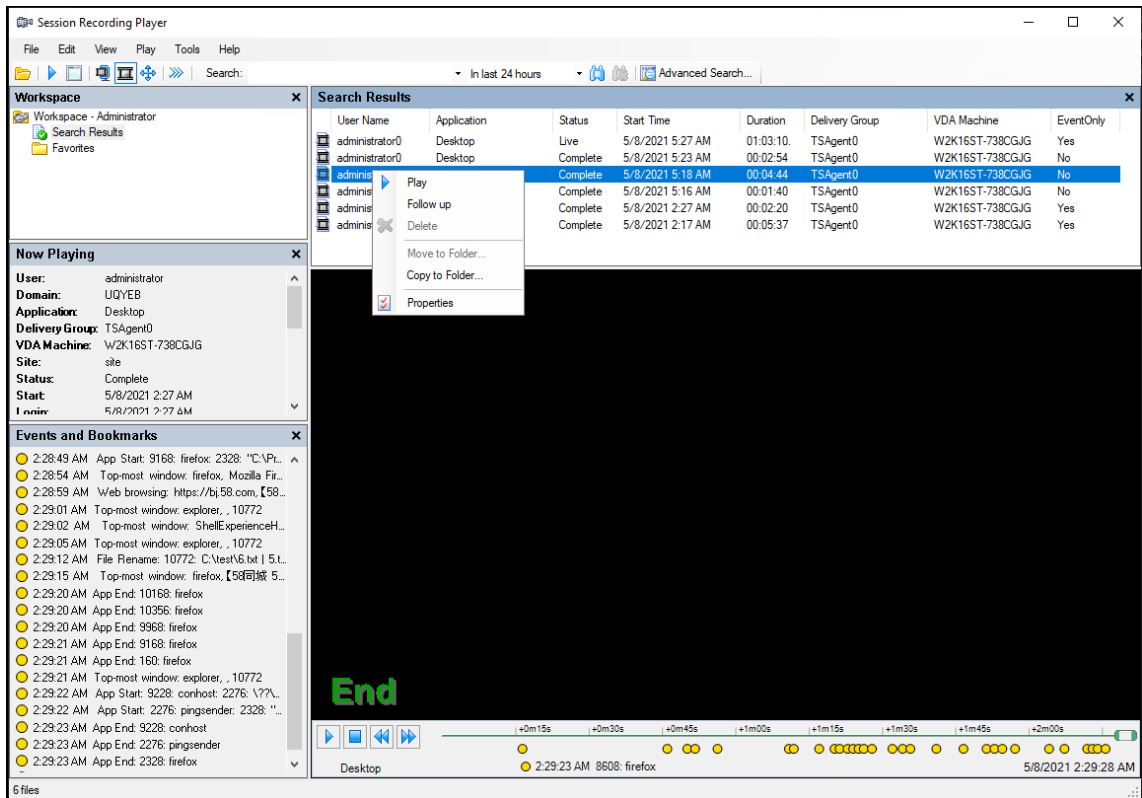 Session Recording Player
File Edit View Play Tools Help
Search: In last 24 hours Advanced Search...
Workspace
Workspace - Administrator
Search Results
Favorites
Search Results
User Name Application Status Start Time Duration Delivery Group VDA Machine EventOnly
administrator0 Desktop Live 5/8/2021 5:27 AM 01:03:10. TSAgent0 W2K16ST-738CGJG Yes
administrator0 Desktop Complete 5/8/2021 5:23 AM 00:02:54 TSAgent0 W2K16ST-738CGJG No
adminis Complete 5/8/2021 5:18 AM 00:04:44 TSAgent0 W2K16ST-738CGJG No
adminis Complete 5/8/2021 5:16 AM 00:01:40 TSAgent0 W2K16ST-738CGJG No
adminis Complete 5/8/2021 2:27 AM 00:02:20 TSAgent0 W2K16ST-738CGJG Yes
adminis Complete 5/8/2021 2:17 AM 00:05:37 TSAgent0 W2K16ST-738CGJG Yes
Play
Follow up
Delete
Move to Folder...
Copy to Folder...
Properties
Now Playing
User: administrator
Domain: UQYEB
Application: Desktop
Delivery Group: TSAgent0
VDA Machine: W2K16ST-738CGJG
Site: site
Status: Complete
Start: 5/8/2021 2:27 AM
Login: 5/8/2021 2:27 AM
Events and Bookmarks
2:28:49 AM App Start: 9168: firefox: 2328: "C:\Pr...
2:28:54 AM Top-most window: firefox, Mozilla Fir...
2:28:59 AM Web browsing: https://bj.58.com,【58...
2:29:01 AM Top-most window: explorer, , 10772
2:29:02 AM Top-most window: ShellExperienceH...
2:29:05 AM Top-most window: explorer, , 10772
2:29:12 AM File Rename: 10772: C:\test\6.txt | 5.t...
2:29:15 AM Top-most window: firefox,【58同城 5...
2:29:20 AM App End: 10168: firefox
2:29:20 AM App End: 10356: firefox
2:29:20 AM App End: 9968: firefox
2:29:21 AM App End: 9168: firefox
2:29:21 AM App End: 160: firefox
2:29:21 AM Top-most window: explorer, , 10772
2:29:22 AM App Start: 9228: conhost: 2276: \??\...
2:29:22 AM App Start: 2276: pingsender: 2328: "...
2:29:23 AM App End: 9228: conhost
2:29:23 AM App End: 2276: pingsender
2:29:23 AM App End: 2328: firefox
End
+0m15s +0m30s +0m45s +1m00s +1m15s +1m30s +1m45s +2m00s
Desktop 2:29:23 AM 8608: firefox 5/8/2021 2:29:28 AM
6 files